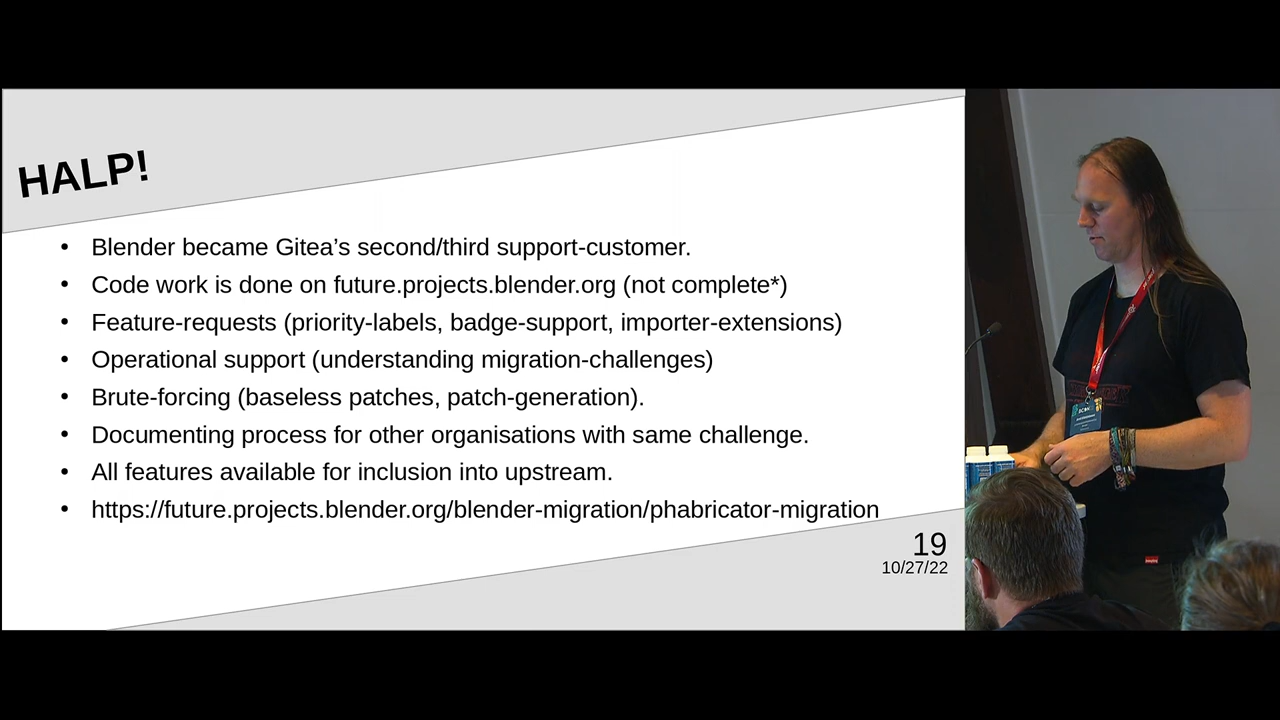 HALP!
• Blender became Gitea’s second/third support-customer.
• Code work is done on future.projects.blender.org (not complete*)
• Feature-requests (priority-labels, badge-support, importer-extensions)
• Operational support (understanding migration-challenges)
• Brute-forcing (baseless patches, patch-generation).
• Documenting process for other organisations with same challenge.
• All features available for inclusion into upstream.
• https://future.projects.blender.org/blender-migration/phabricator-migration
19
10/27/22